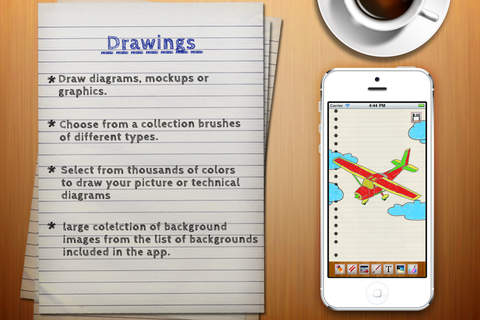 Drawings
* Draw diagrams, mockups or
graphics.
* Choose from a collection brushes
of different types.
* Select from thousands of colors
to draw your picture or technical
diagrams
* large colelction of background
images from the list of backgrounds
included in the app.
Carrier
4:44 PM
T